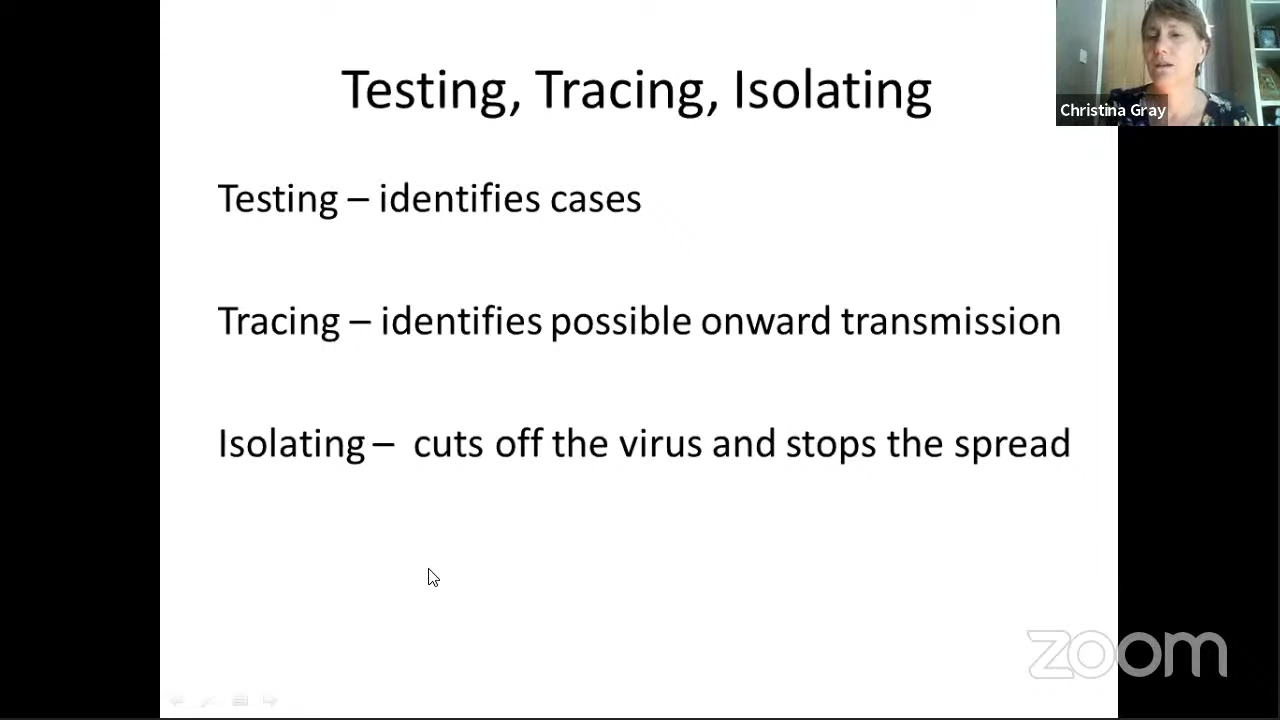 Testing, Tracing, Isolating
Christina Gray
Testing – identifies cases
Tracing – identifies possible onward transmission
Isolating – cuts off the virus and stops the spread
zoom